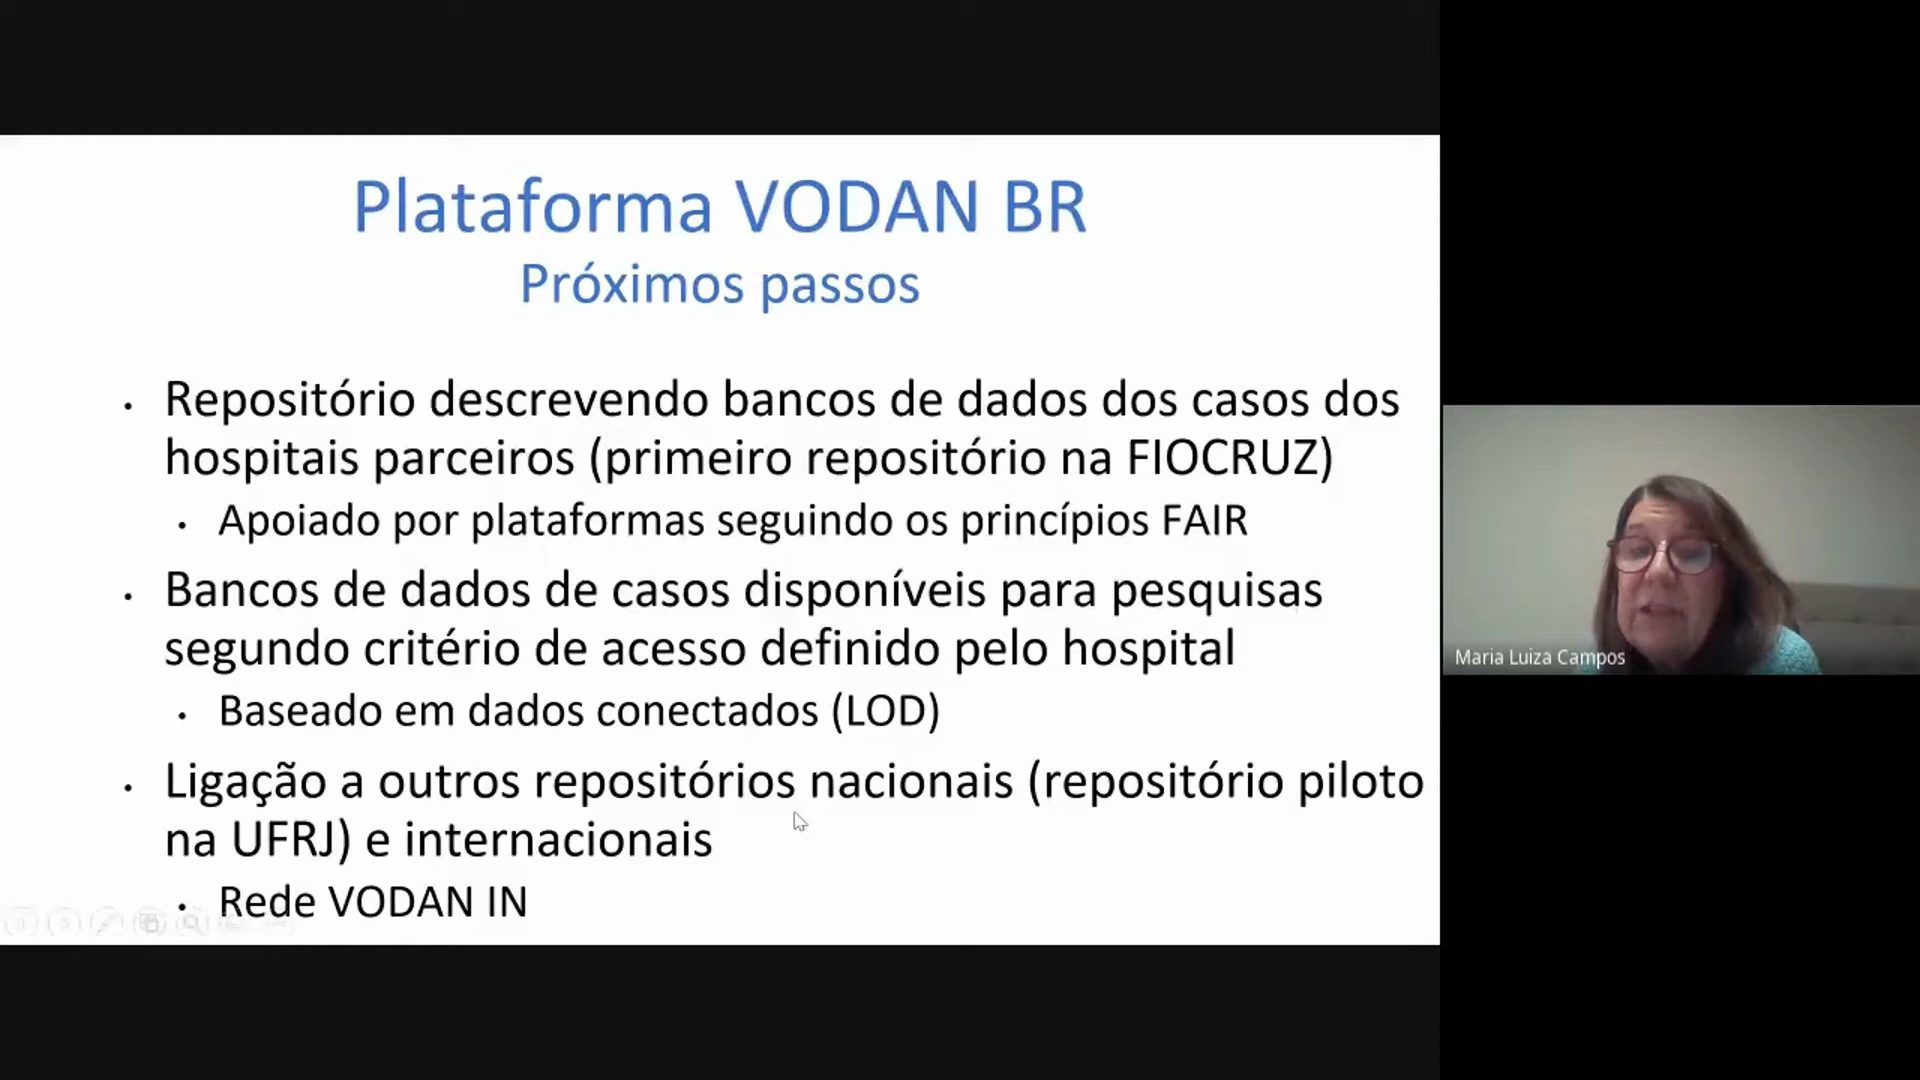 Plataforma VODAN BR
Próximos passos
• Repositório descrevendo bancos de dados dos casos dos
hospitais parceiros (primeiro repositório na FIOCRUZ)
• Apoiado por plataformas seguindo os princípios FAIR
• Bancos de dados de casos disponíveis para pesquisas
segundo critério de acesso definido pelo hospital
• Baseado em dados conectados (LOD)
• Ligação a outros repositórios nacionais (repositório piloto
na UFRJ) e internacionais
• Rede VODAN IN
Maria Luiza Campos